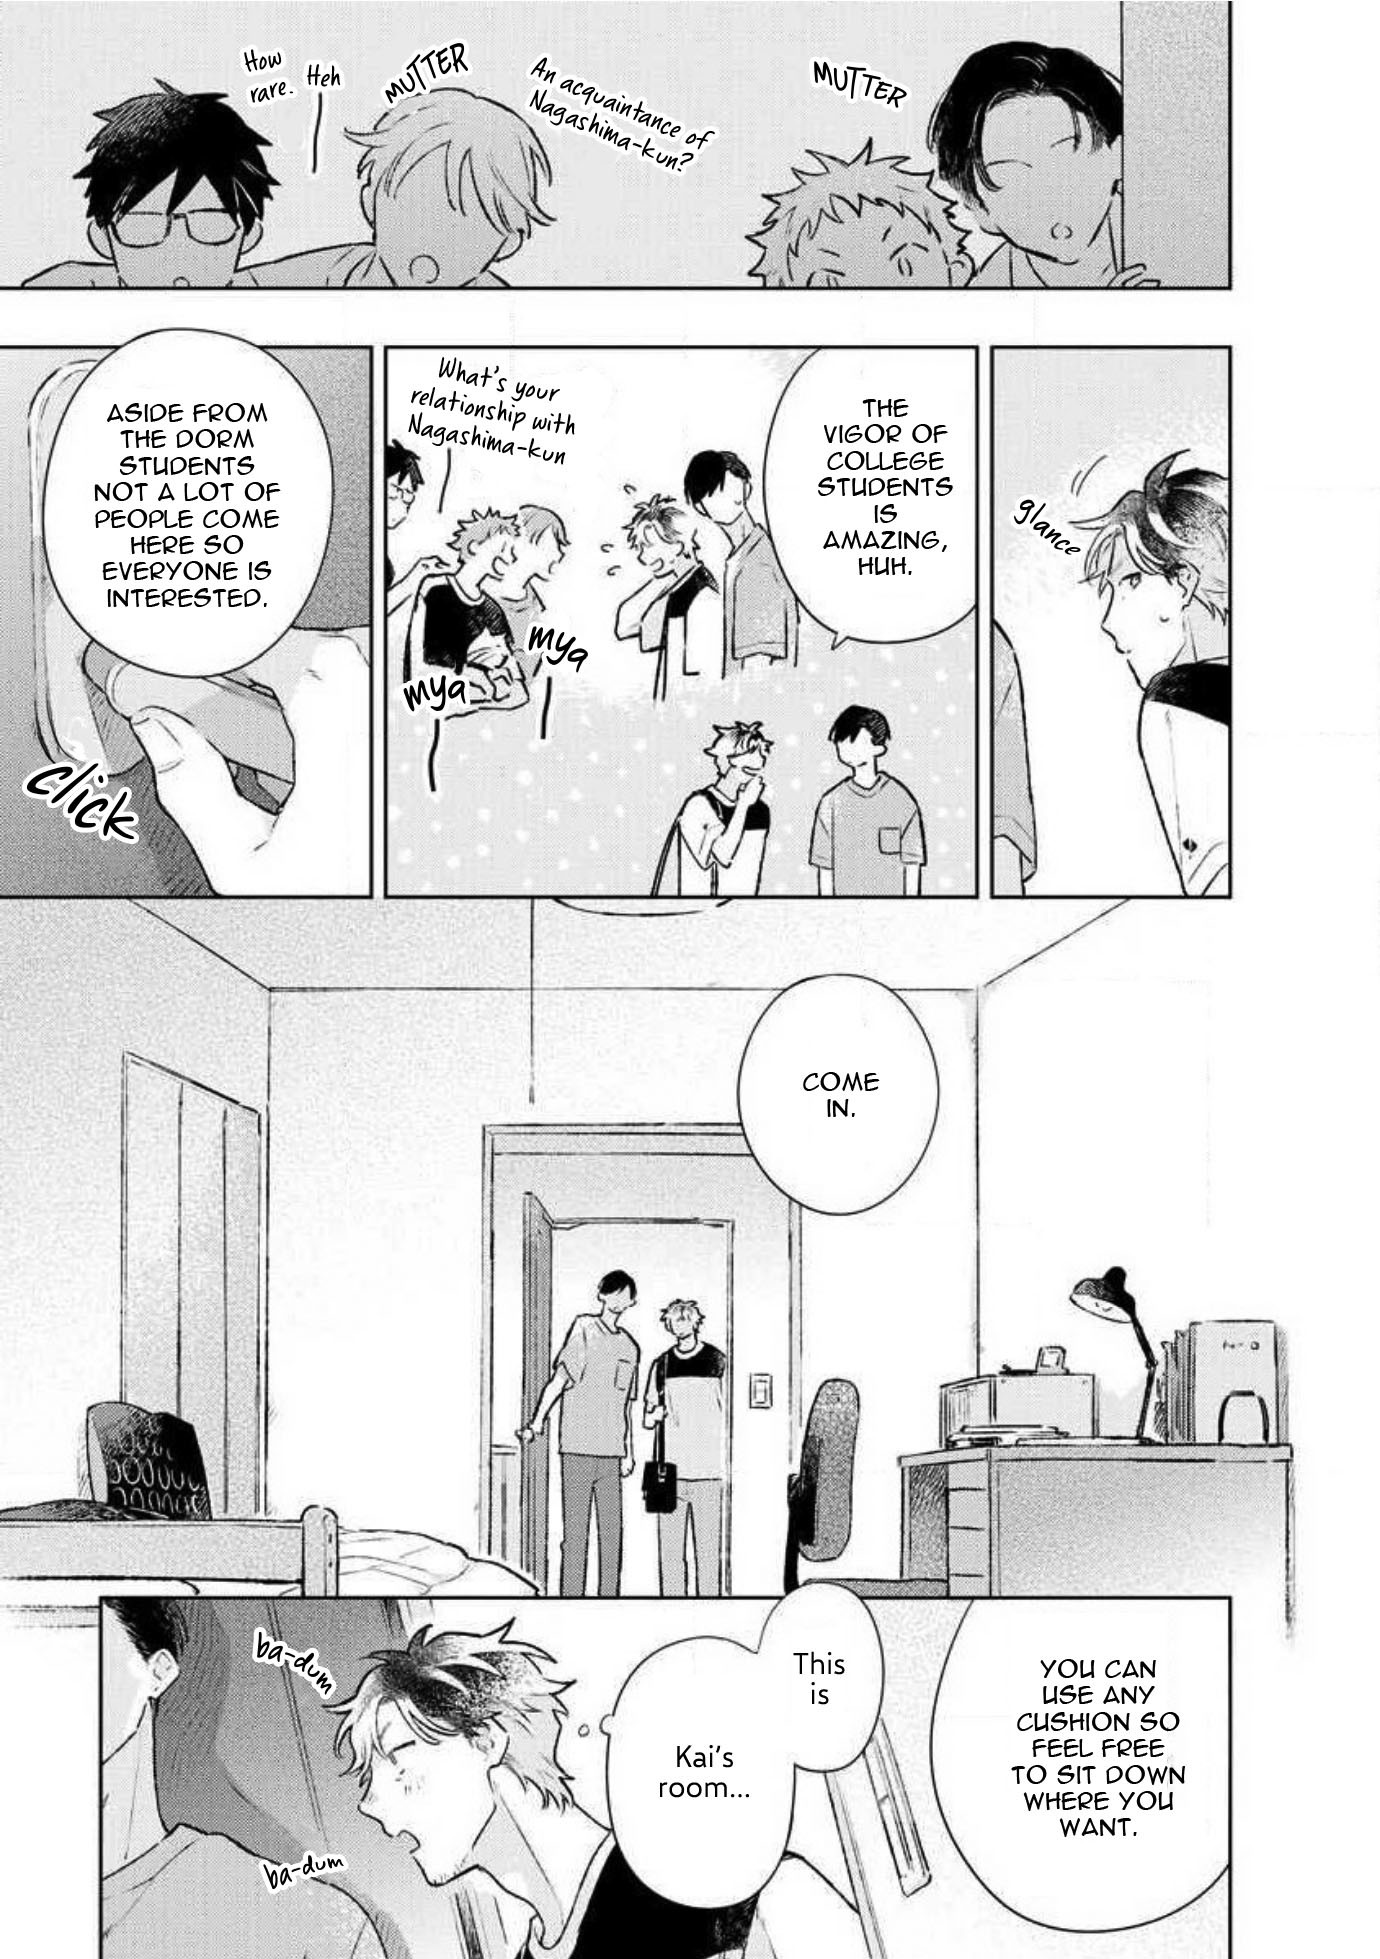 MUTTER
An acquaintance of
Nagashima-kun?
MUTTER
Heh
How
rare.
glance
THE
VIGOR OF
COLLEGE
STUDENTS
IS
AMAZING,
HUH.
What's your
relationship with
Nagashima-kun
mya
mya
ASIDE FROM
THE DORM
STUDENTS
NOT A LOT OF
PEOPLE COME
HERE SO
EVERYONE IS
INTERESTED.
click
COME
IN.
YOU CAN
USE ANY
CUSHION SO
FEEL FREE
TO SIT DOWN
WHERE YOU
WANT.
This
is
Kai's
room...
ba-dum
ba-dum